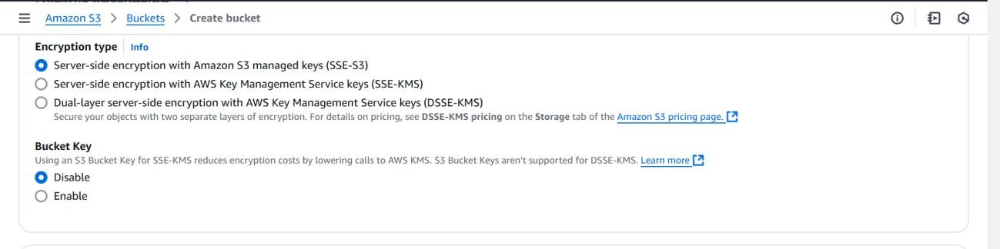 Amazon S3 > Buckets > Create bucket
Encryption type Info
Server-side encryption with Amazon S3 managed keys (SSE-S3)
Server-side encryption with AWS Key Management Service keys (SSE-KMS)
Dual-layer server-side encryption with AWS Key Management Service keys (DSSE-KMS)
Secure your objects with two separate layers of encryption. For details on pricing, see DSSE-KMS pricing on the Storage tab of the Amazon S3 pricing page.
Bucket Key
Using an S3 Bucket Key for SSE-KMS reduces encryption costs by lowering calls to AWS KMS. S3 Bucket Keys aren't supported for DSSE-KMS. Learn more
Disable
Enable